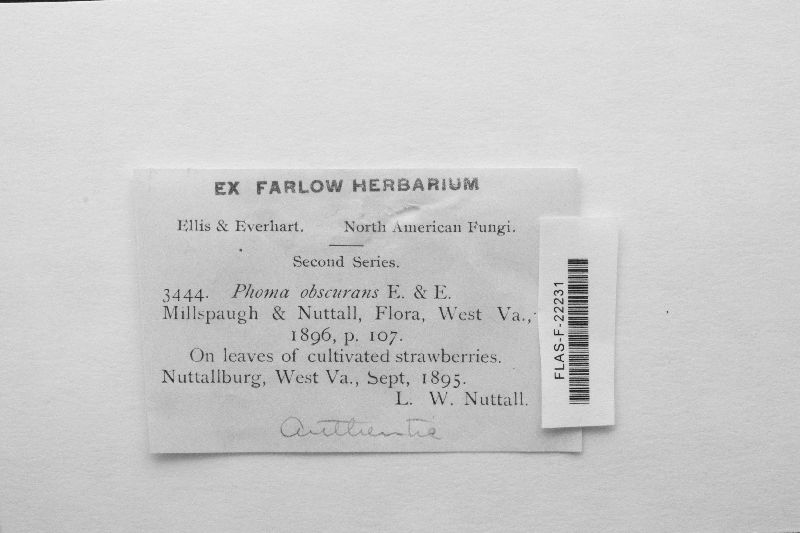 EX FARLOW HERBARIUM
Ellis & Everhart. North American Fungi.
Second Series.
3444. Phoma obscurans E. & E.
Millspaugh & Nuttall, Flora, West Va.,
1896, p. 107.
On leaves of cultivated strawberries.
Nuttallburg, West Va., Sept, 1895.
L. W. Nuttall.
Authentic
FLAS-F-22231